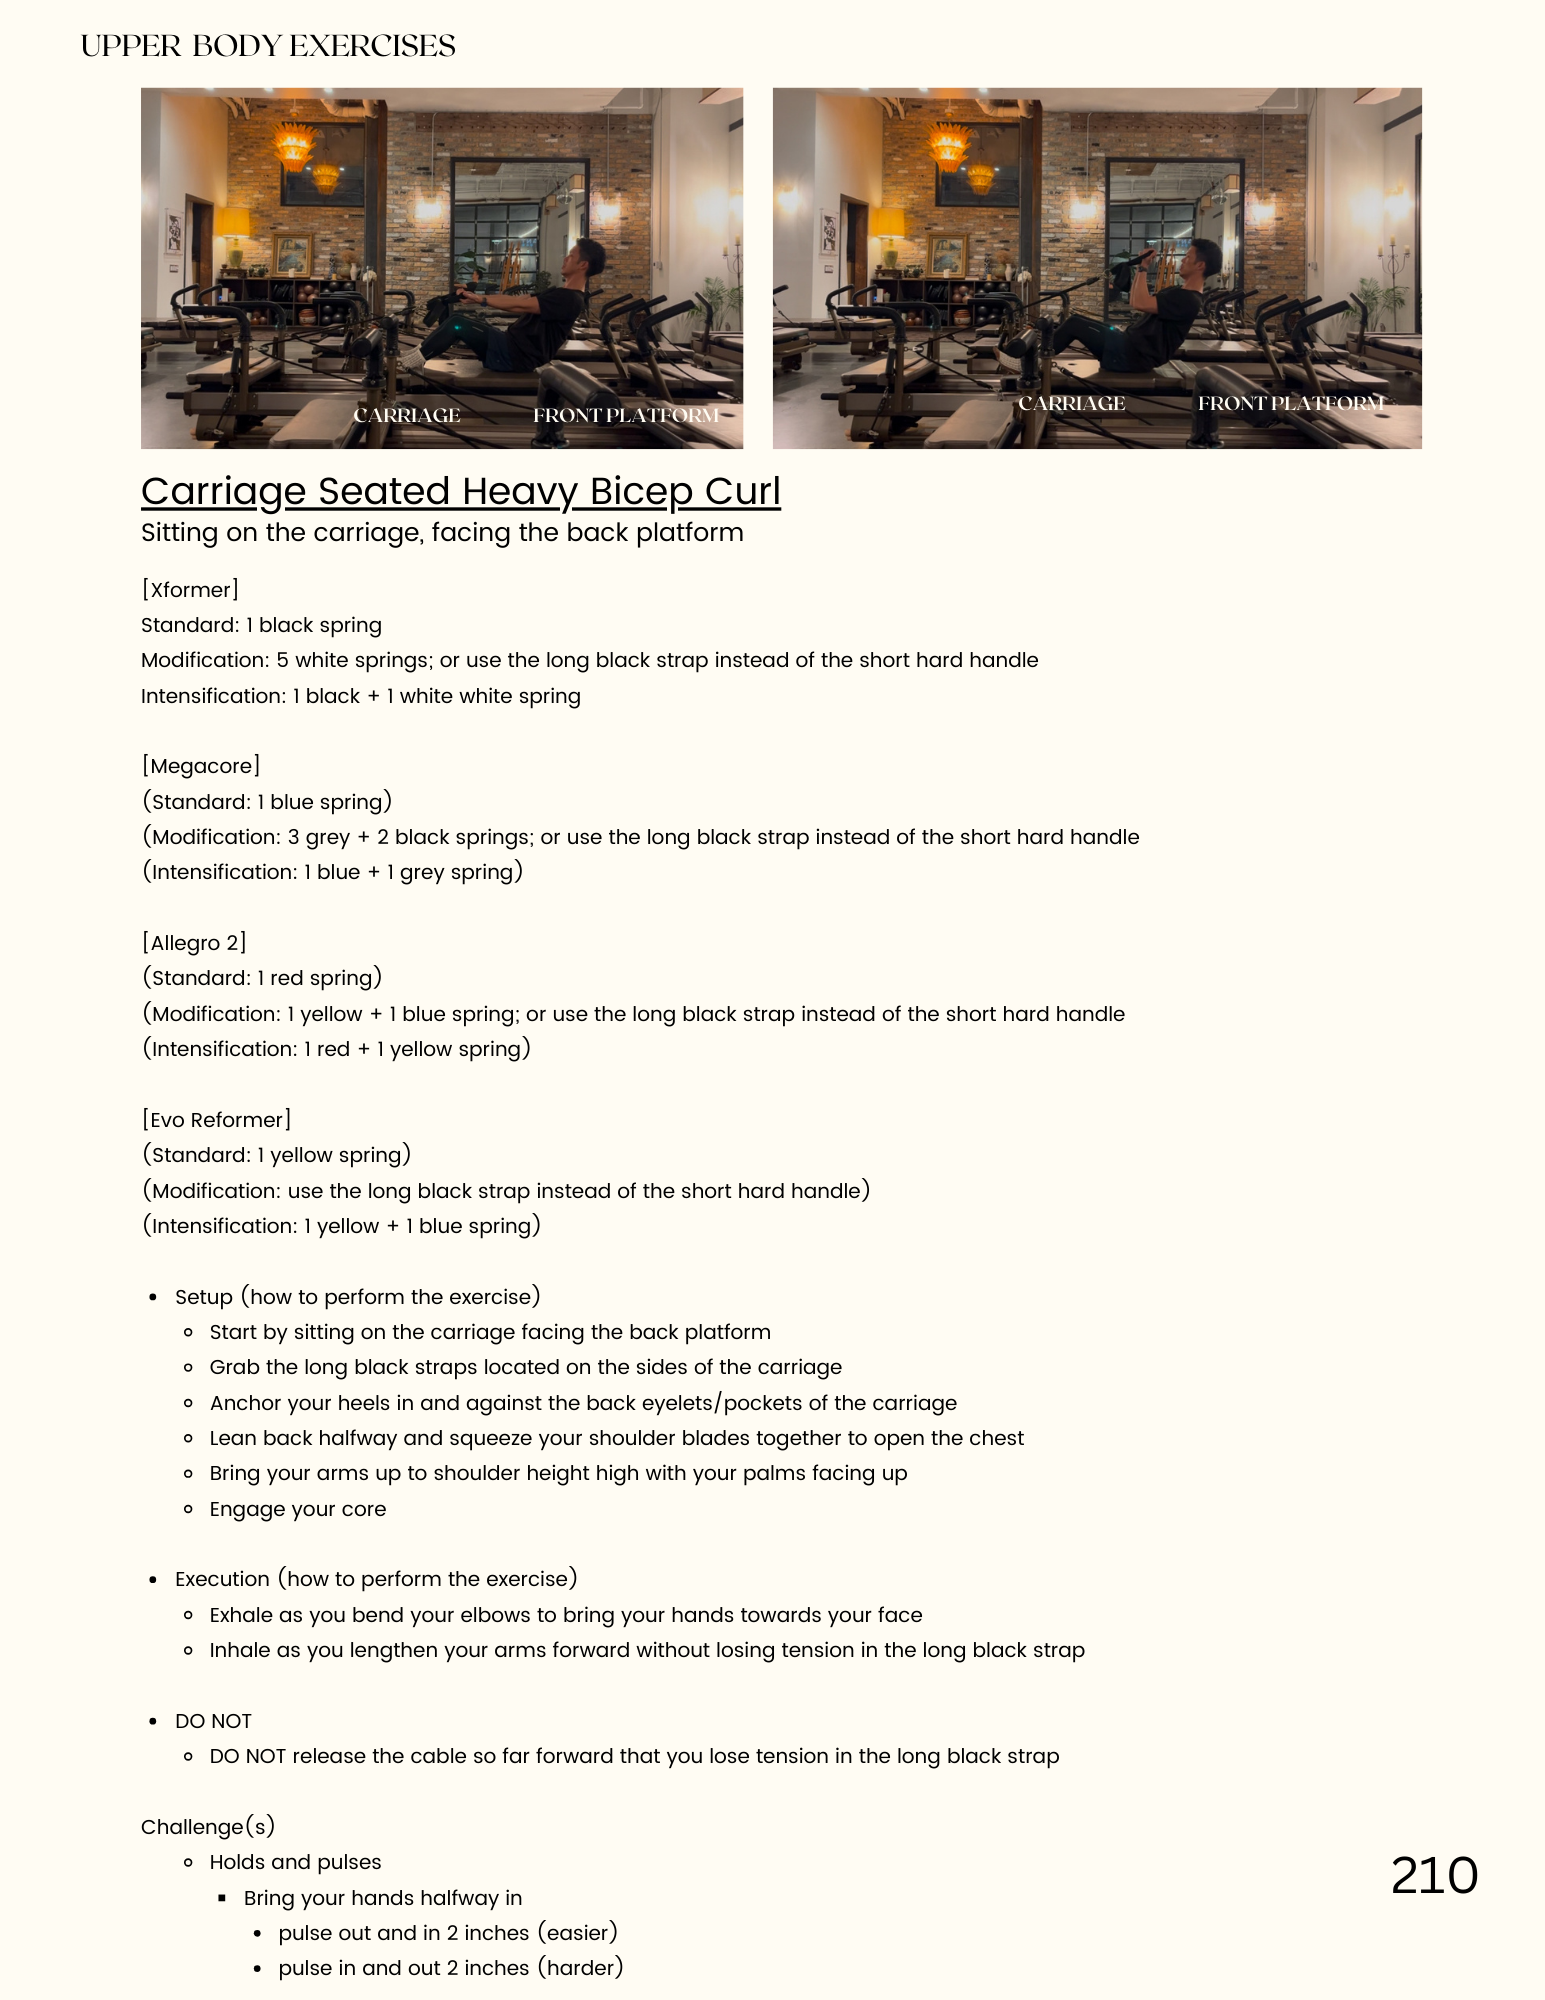 UPPER BODY EXERCISES
CARRIAGE FRONT PLATFORM
CARRIAGE FRONT PLATFORM
Carriage Seated Heavy Bicep Curl
Sitting on the carriage, facing the back platform
[Xformer]
Standard: 1 black spring
Modification: 5 white springs; or use the long black strap instead of the short hard handle
Intensification: 1 black + 1 white white spring
[Megacore]
(Standard: 1 blue spring)
(Modification: 3 grey + 2 black springs; or use the long black strap instead of the short hard handle
(Intensification: 1 blue + 1 grey spring)
[Allegro 2]
(Standard: 1 red spring)
(Modification: 1 yellow + 1 blue spring; or use the long black strap instead of the short hard handle
(Intensification: 1 red + 1 yellow spring)
[Evo Reformer]
(Standard: 1 yellow spring)
(Modification: use the long black strap instead of the short hard handle)
(Intensification: 1 yellow + 1 blue spring)
• Setup (how to perform the exercise)
◦ Start by sitting on the carriage facing the back platform
◦ Grab the long black straps located on the sides of the carriage
◦ Anchor your heels in and against the back eyelets/pockets of the carriage
◦ Lean back halfway and squeeze your shoulder blades together to open the chest
◦ Bring your arms up to shoulder height high with your palms facing up
◦ Engage your core
• Execution (how to perform the exercise)
◦ Exhale as you bend your elbows to bring your hands towards your face
◦ Inhale as you lengthen your arms forward without losing tension in the long black strap
• DO NOT
◦ DO NOT release the cable so far forward that you lose tension in the long black strap
Challenge(s)
◦ Holds and pulses
▪ Bring your hands halfway in
• pulse out and in 2 inches (easier)
• pulse in and out 2 inches (harder)
210